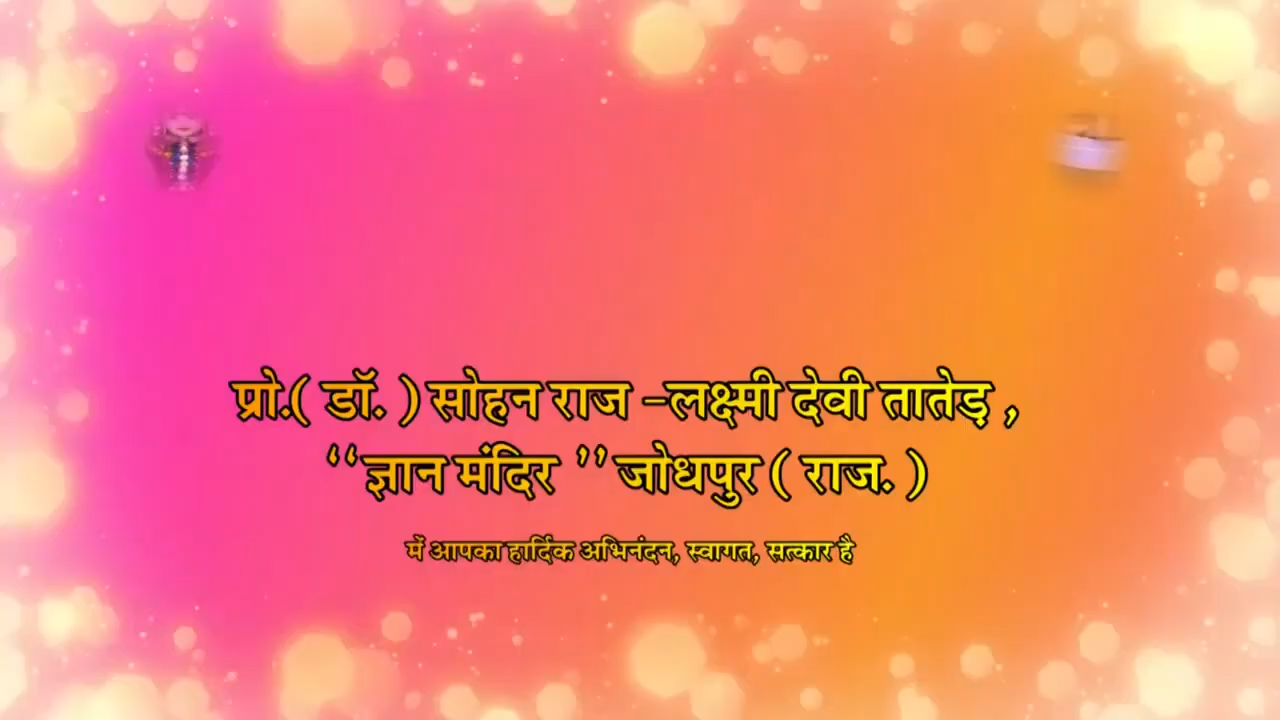 प्रो.( डॉ. ) सोहन राज -लक्ष्मी देवी तातेड़ ,
‘‘ज्ञान मंदिर ’’ जोधपुर ( राज. )
में आपका हार्दिक अभिनंदन, स्वागत, सत्कार है